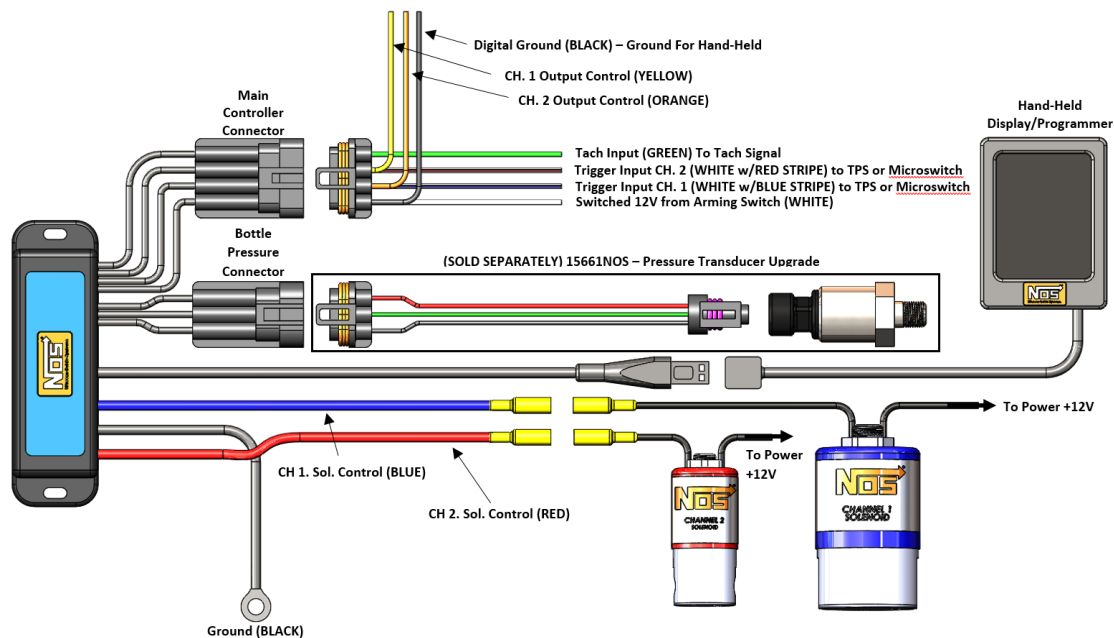 Digital Ground (BLACK) – Ground For Hand-Held
CH. 1 Output Control (YELLOW)
CH. 2 Output Control (ORANGE)
Main
Controller
Connector
Hand-Held
Display/Programmer
Tach Input (GREEN) To Tach Signal
Trigger Input CH. 2 (WHITE w/RED STRIPE) to TPS or Microswitch
Trigger Input CH. 1 (WHITE w/BLUE STRIPE) to TPS or Microswitch
Switched 12V from Arming Switch (WHITE)
Bottle
Pressure
Connector
(SOLD SEPARATELY) 15661NOS – Pressure Transducer Upgrade
NOS
NOS
To Power +12V
To Power
+12V
CH 1. Sol. Control (BLUE)
CH 2. Sol. Control (RED)
NOS
CHANNEL 2
SOLENOID
NOS
CHANNEL 1
SOLENOID
Ground (BLACK)